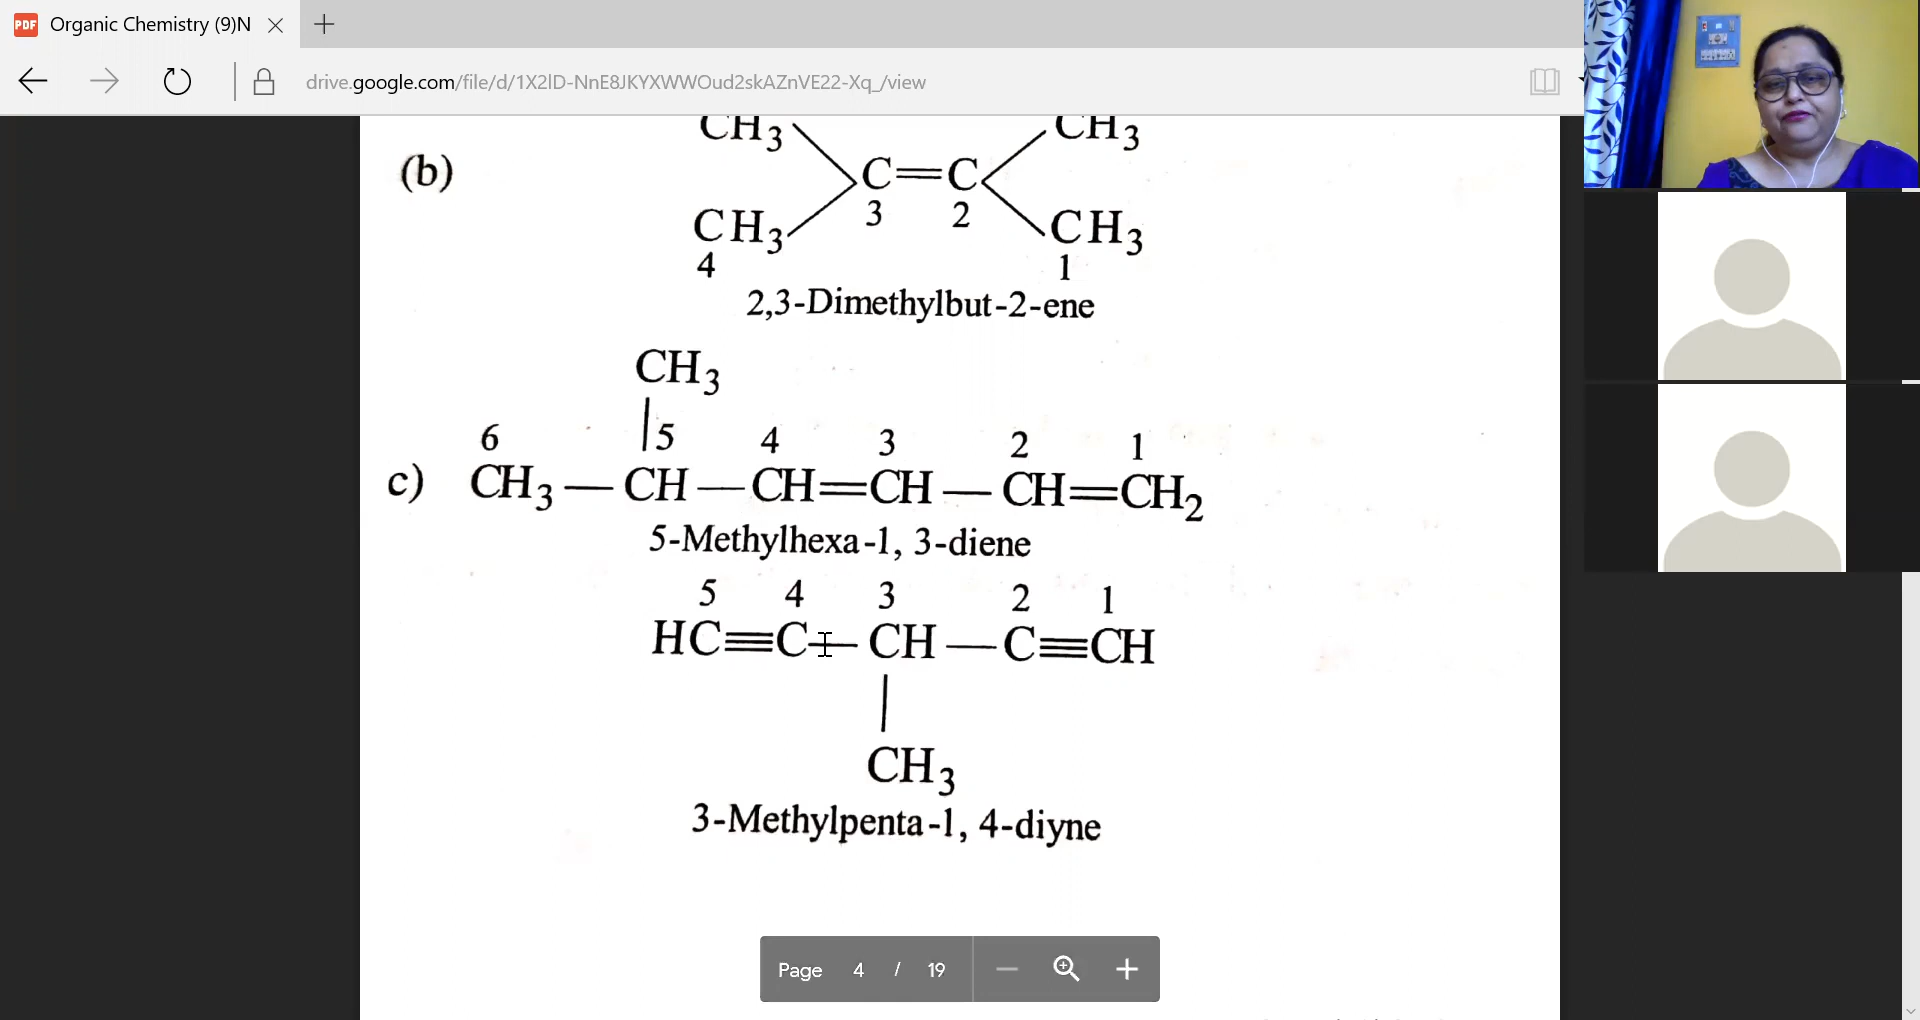 PDF Organic Chemistry (9)N
drive.google.com/file/d/1X2lD-NnE8JKYXWWOud2skAZnVE22-Xq_/view
CH3 CH3
(b) C=C
3 2
CH3 CH3
4 1
2,3-Dimethylbut-2-ene
CH3
6 5 4 3 2 1
c) CH3—CH—CH=CH—CH=CH2
5-Methylhexa-1, 3-diene
5 4 3 2 1
HC≡C—CH—C≡CH
CH3
3-Methylpenta-1, 4-diyne
Page 4 / 19